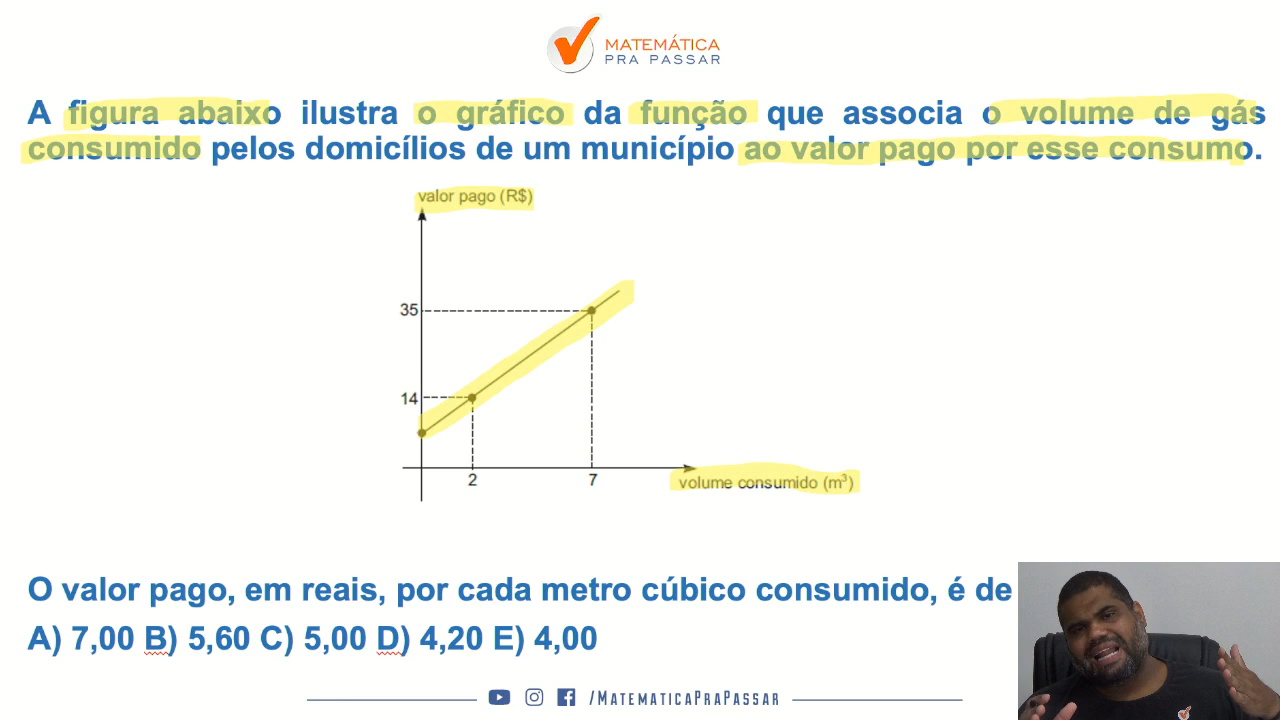 MATEMÁTICA
PRA PASSAR
A figura abaixo ilustra o gráfico da função que associa o volume de gás
consumido pelos domicílios de um município ao valor pago por esse consumo.
valor pago (R$)
35
14
2 7
volume consumido (m³)
O valor pago, em reais, por cada metro cúbico consumido, é de
A) 7,00 B) 5,60 C) 5,00 D) 4,20 E) 4,00
/MATEMATICAPRAPASSAR